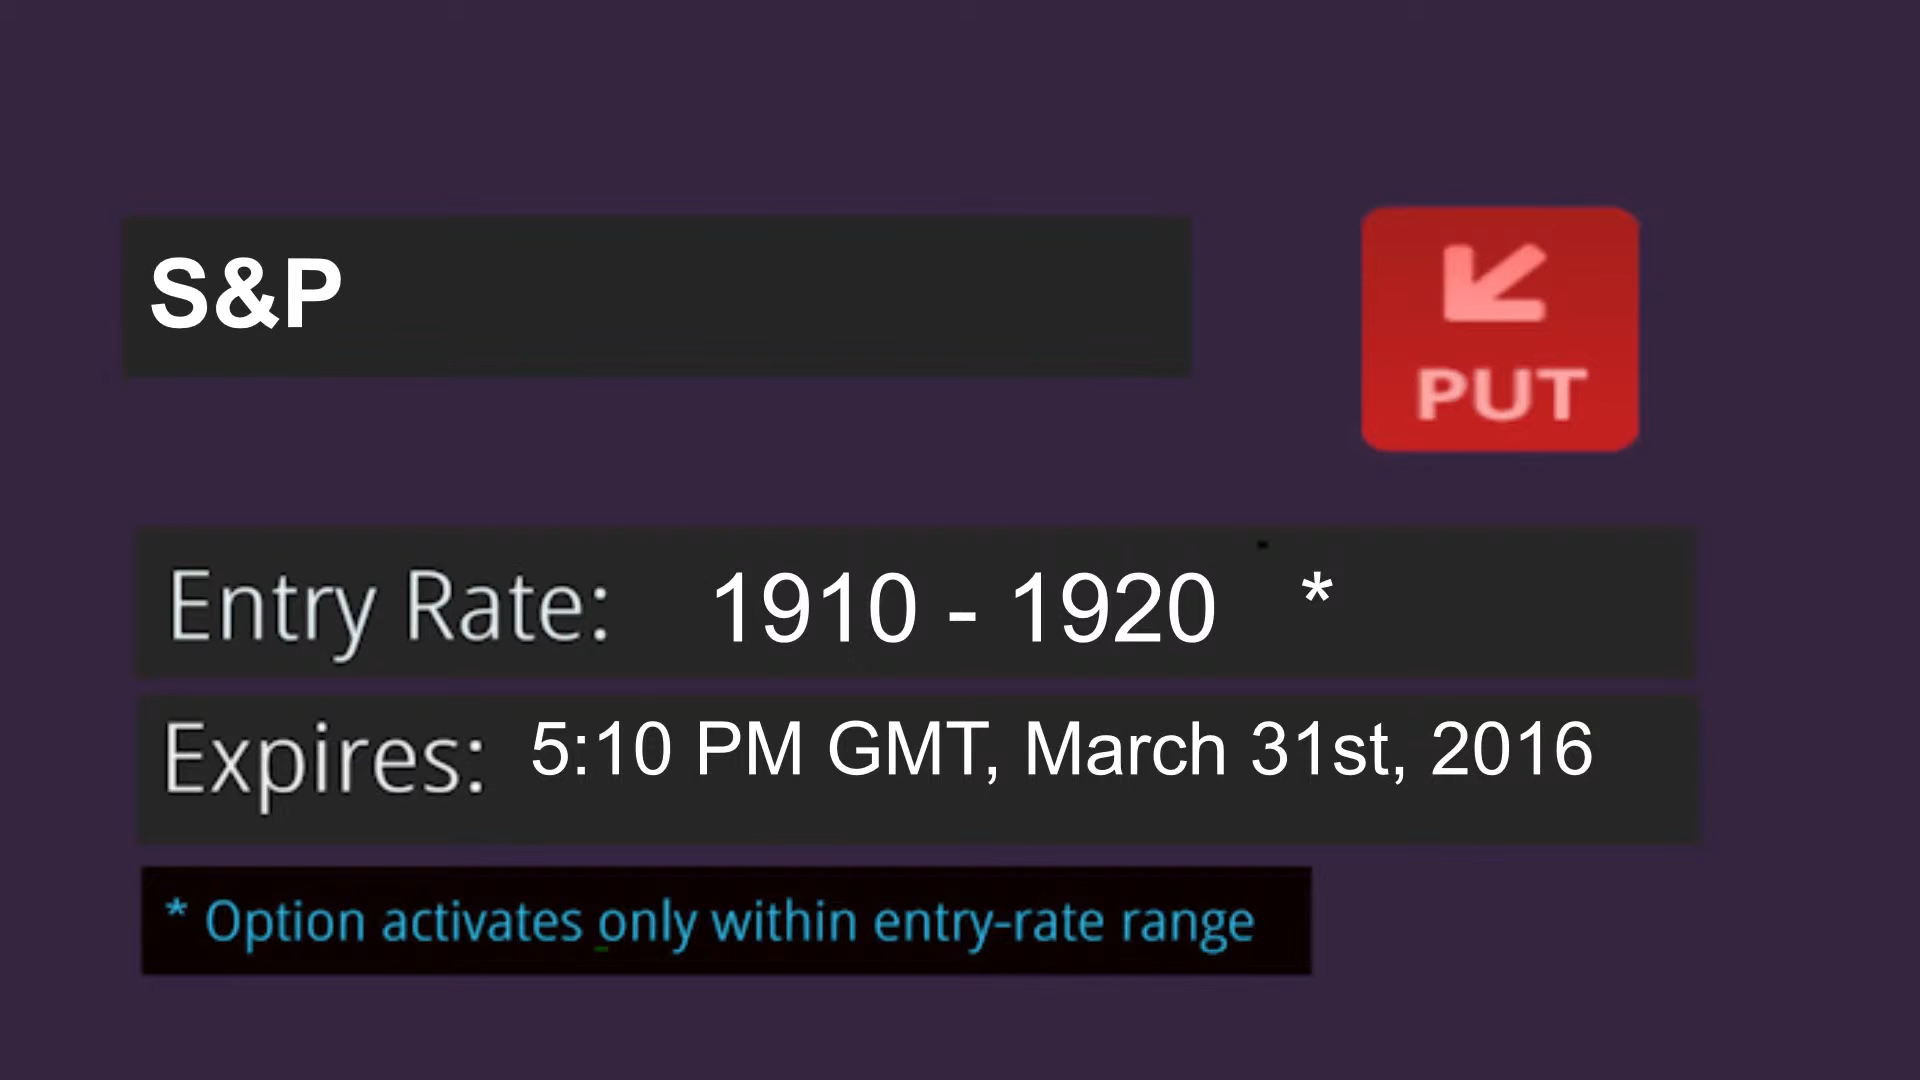 S&P
PUT
Entry Rate: 1910 - 1920 *
Expires: 5:10 PM GMT, March 31st, 2016
* Option activates only within entry-rate range